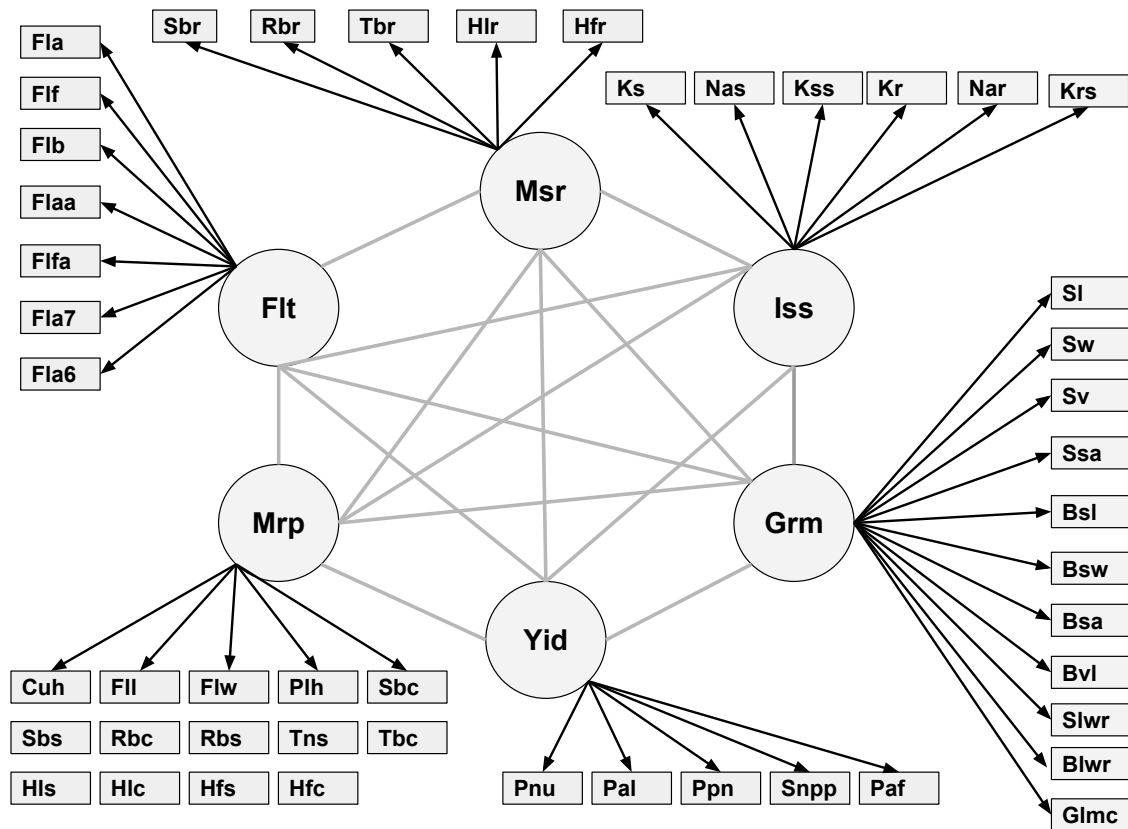 Sbr Rbr Tbr Hlr Hfr
Fla
Flf
Flb
Flaa
Flfa
Fla7
Fla6
Ks Nas Kss Kr Nar Krs
Msr
Flt
Iss
Mrp
Grm
Yid
Sl
Sw
Sv
Ssa
Bsl
Bsw
Bsa
Bvl
Slwr
Blwr
Glmc
Cuh Fll Flw Plh Sbc
Sbs Rbc Rbs Tns Tbc
Hls Hlc Hfs Hfc
Pnu Pal Ppn Snpp Paf